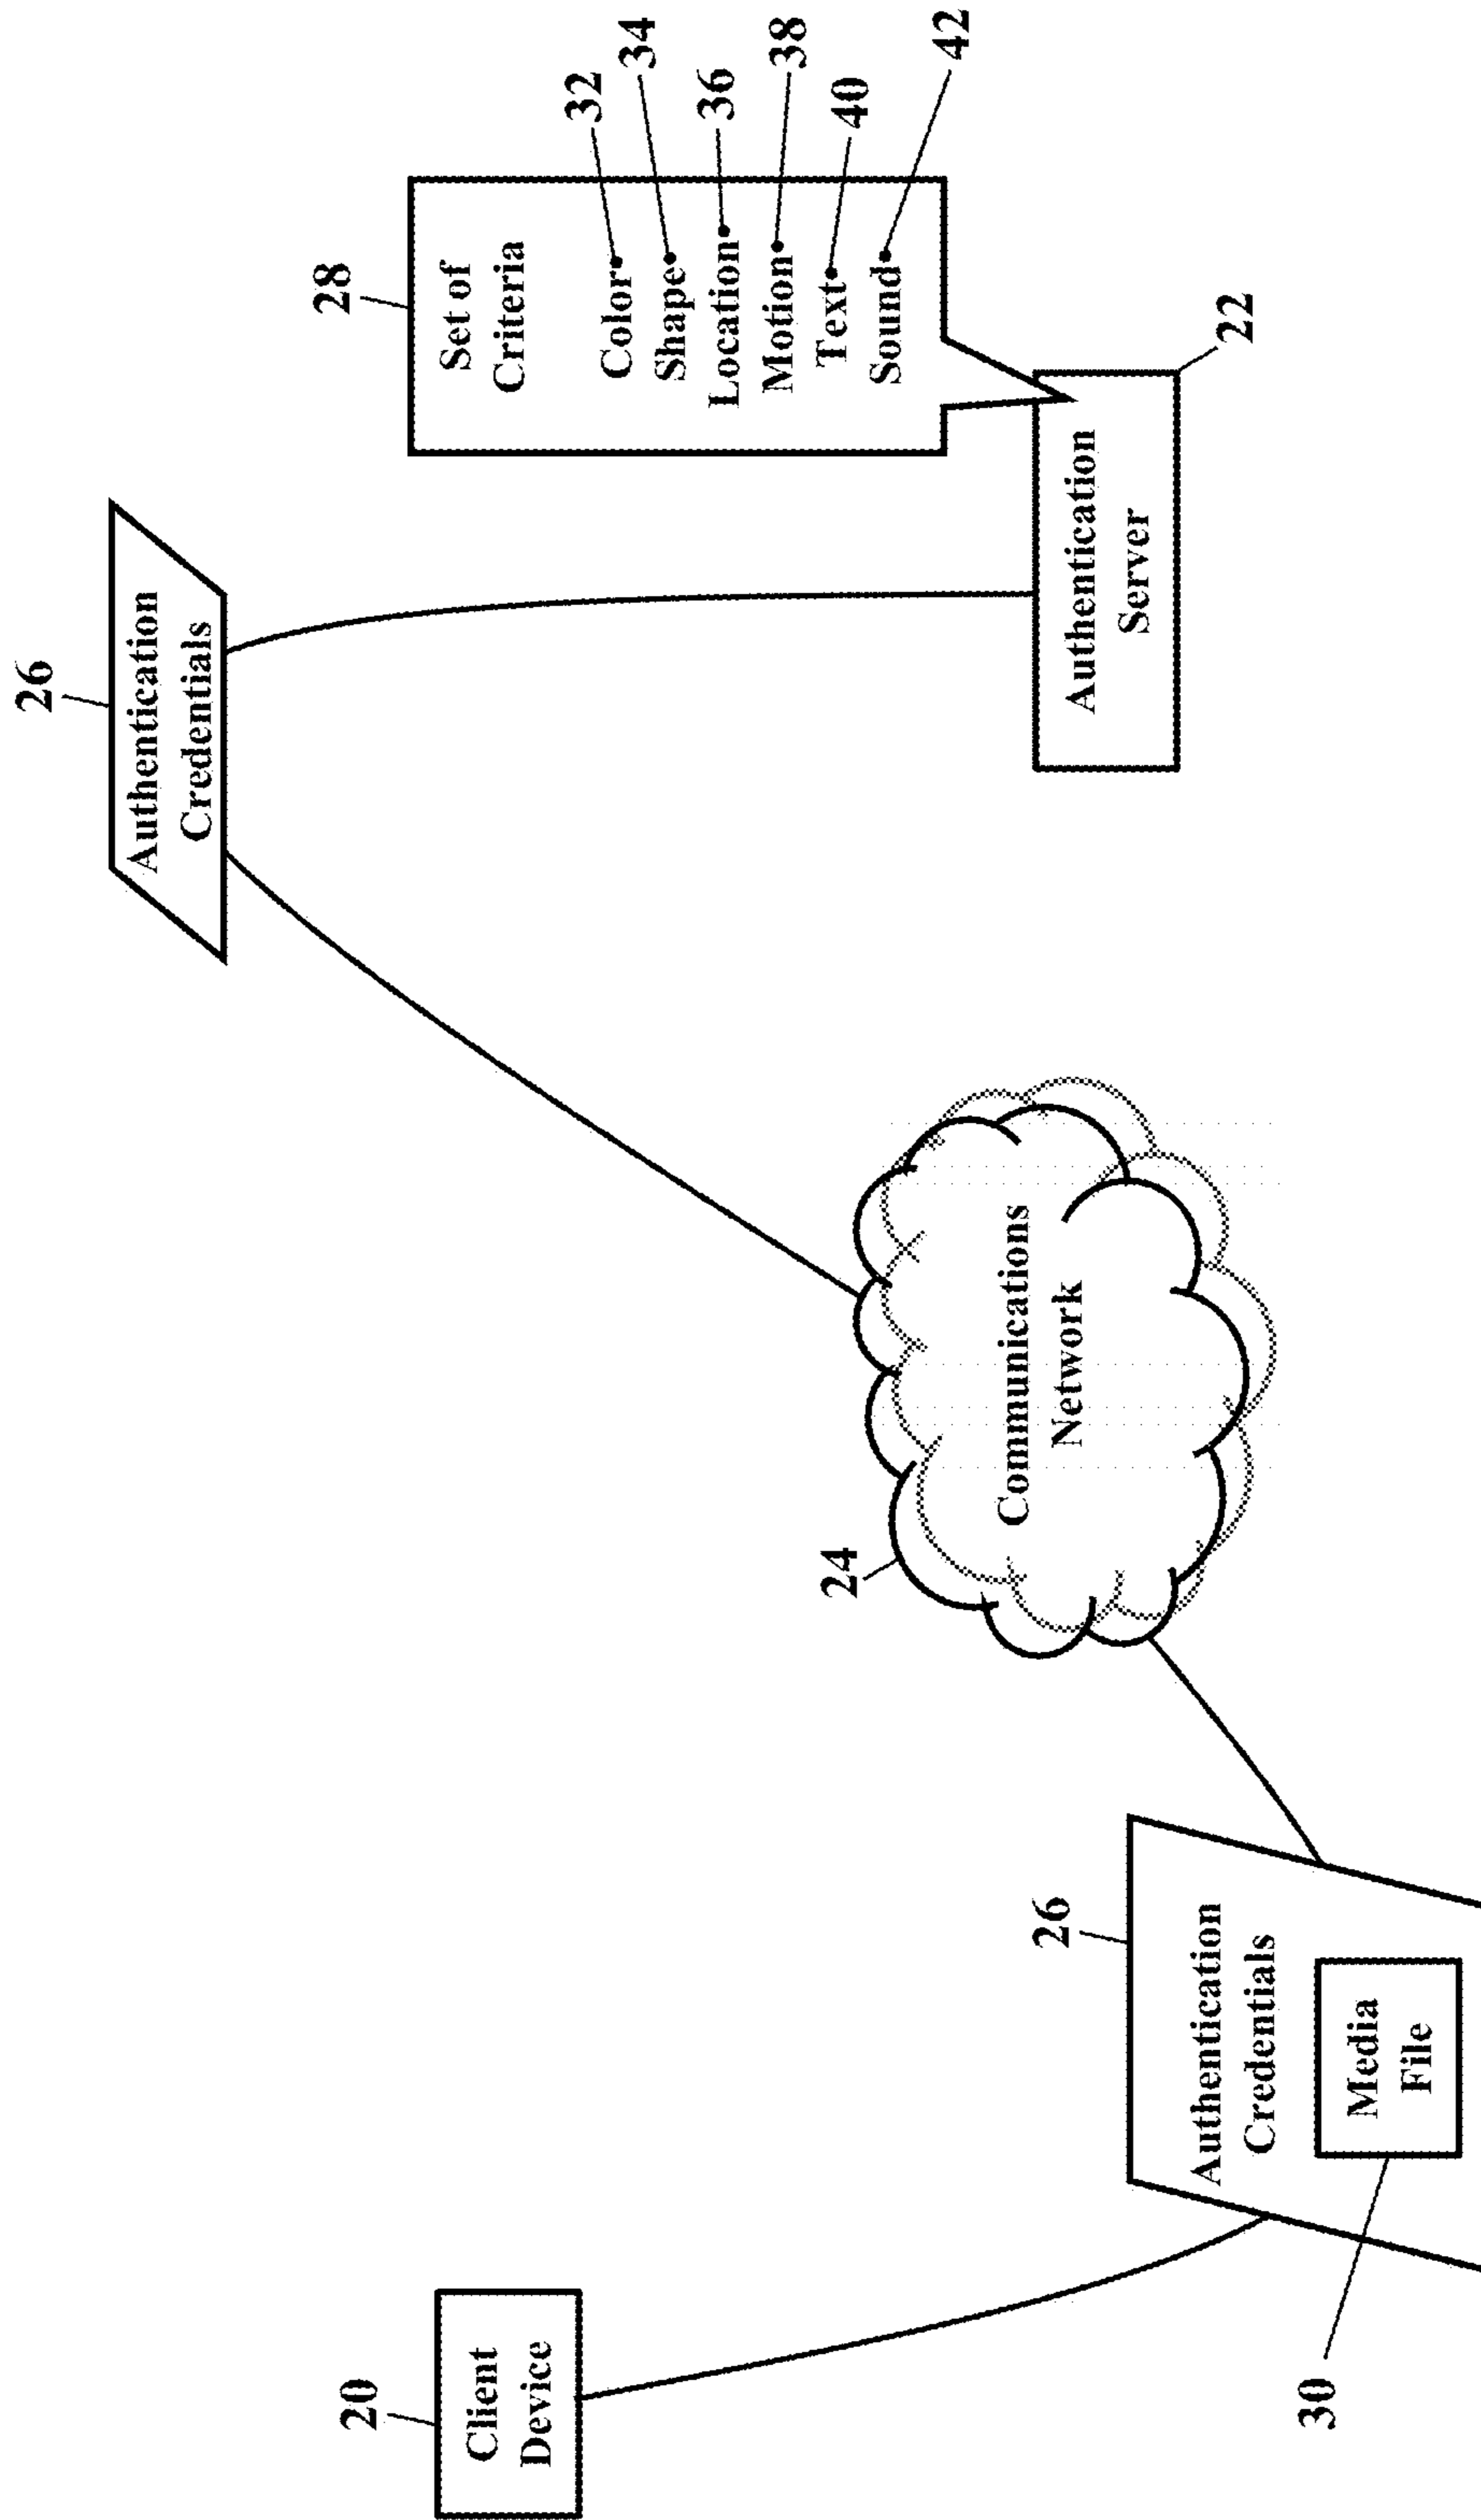 26
Authentication
Credentials
28
Set of
Criteria
Color
Shape
Location
Motion
Text
Sound
32
34
36
38
40
42
20
Client
Device
24
Communications
Network
Authentication
Server
22
26
Authentication
Credentials
Media
File
30